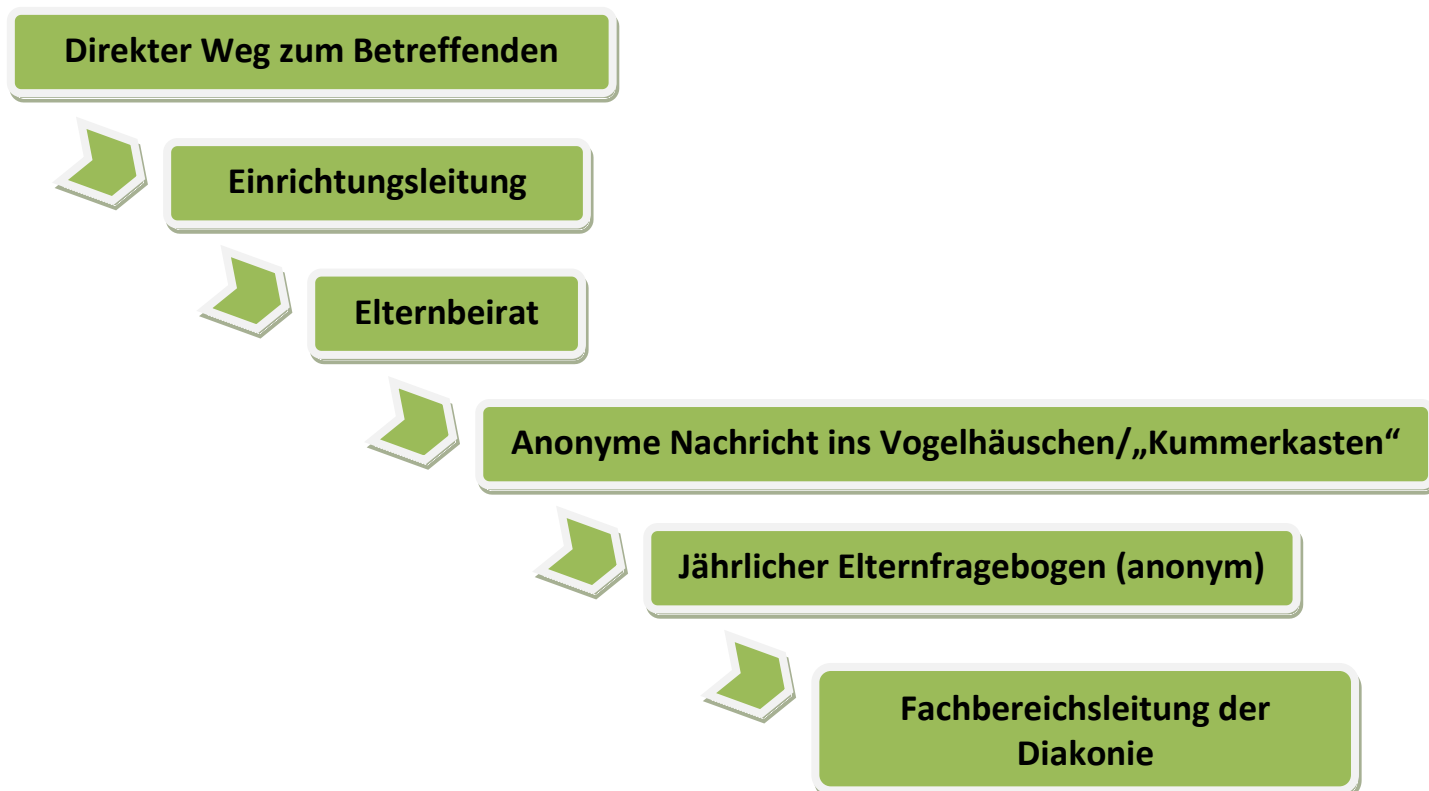 Direkter Weg zum Betreffenden
Einrichtungsleitung
Elternbeirat
Anonyme Nachricht ins Vogelhäuschen/„Kummerkasten“
Jährlicher Elternfragebogen (anonym)
Fachbereichsleitung der
Diakonie